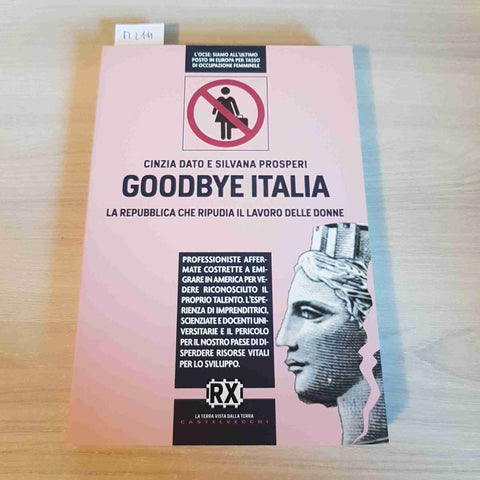 L'OCSE: SIAMO ALL'ULTIMO
POSTO IN EUROPA PER TASSO
DI OCCUPAZIONE FEMMINILE
CINZIA DATO E SILVANA PROSPERI
GOODBYE ITALIA
LA REPUBBLICA CHE RIPUDIA IL LAVORO DELLE DONNE
PROFESSIONISTE AFFER-
MATE COSTRETTE A EMI-
GRARE IN AMERICA PER VE-
DERE RICONOSCIUTO IL
PROPRIO TALENTO. L'ESPE-
RIENZA DI IMPRENDITRICI,
SCIENZIATE E DOCENTI UNI-
VERSITARIE E IL PERICOLO
PER IL NOSTRO PAESE DI DI-
SPERDERE RISORSE VITALI
PER LO SVILUPPO.
RX
LA TERRA VISTA DALLA TERRA
CASTELVECCHI